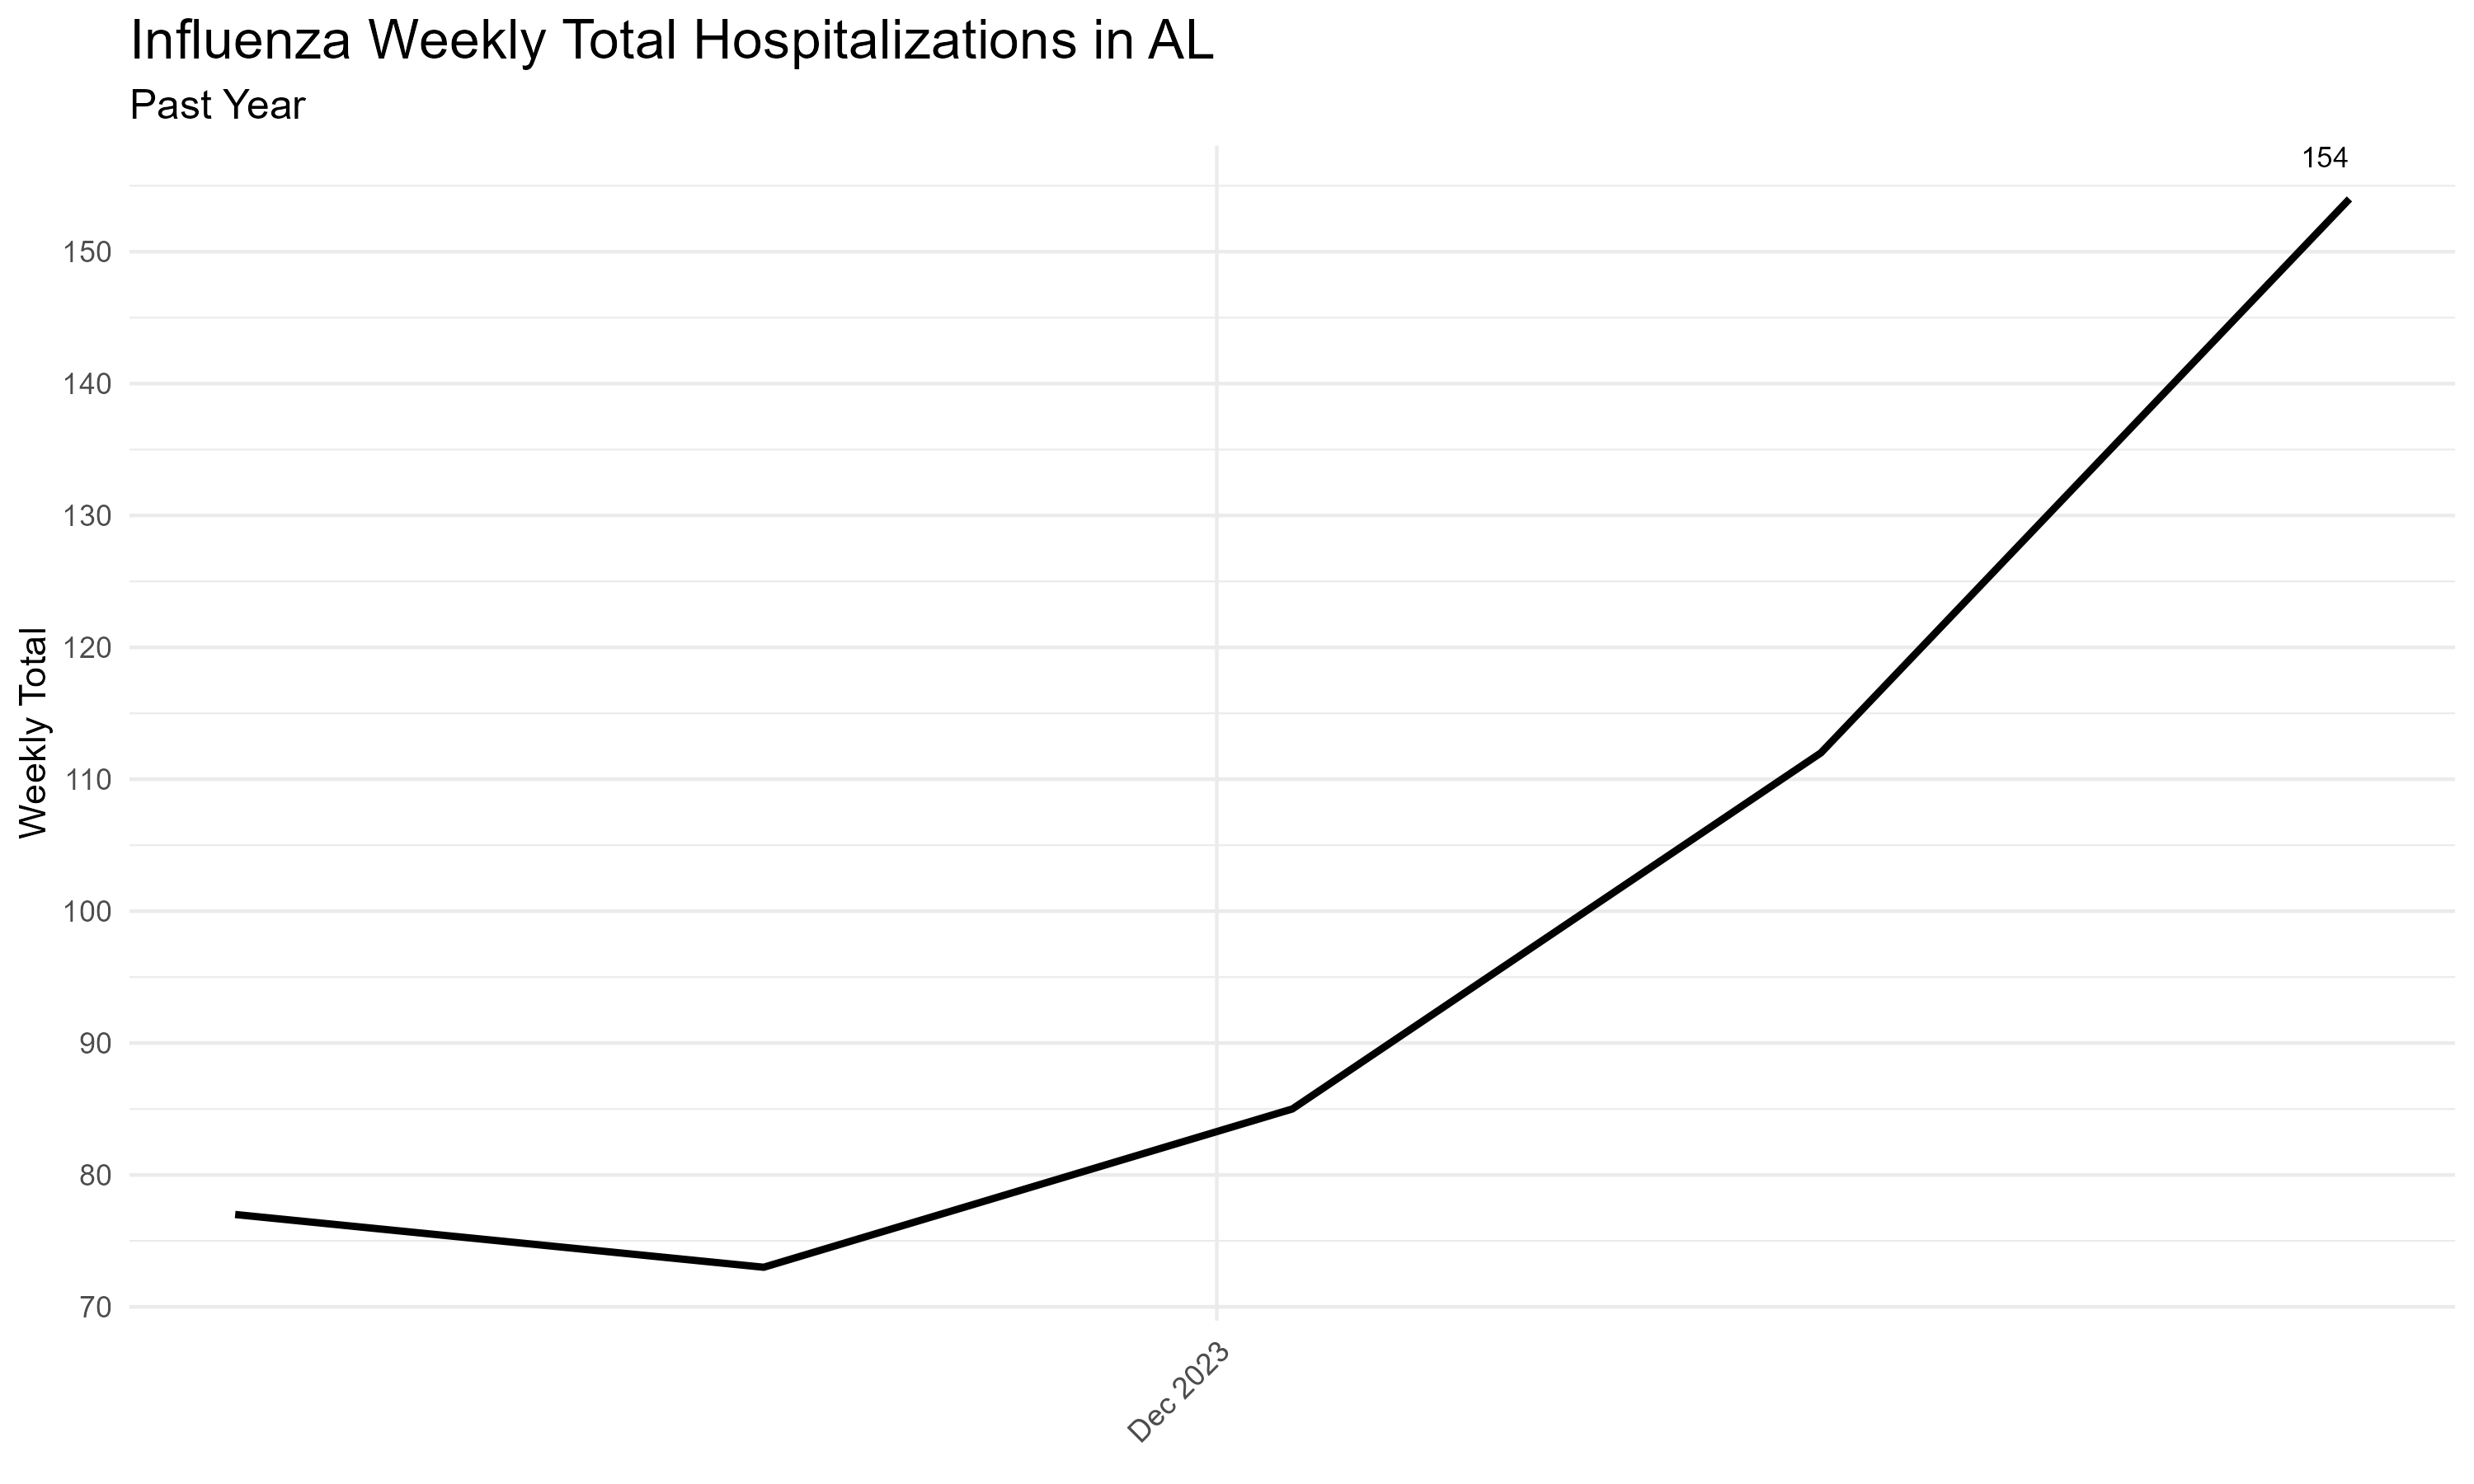 Influenza Weekly Total Hospitalizations in AL
Past Year
154
150
140
130
120
110
100
90
80
70
Weekly Total
Dec 2023